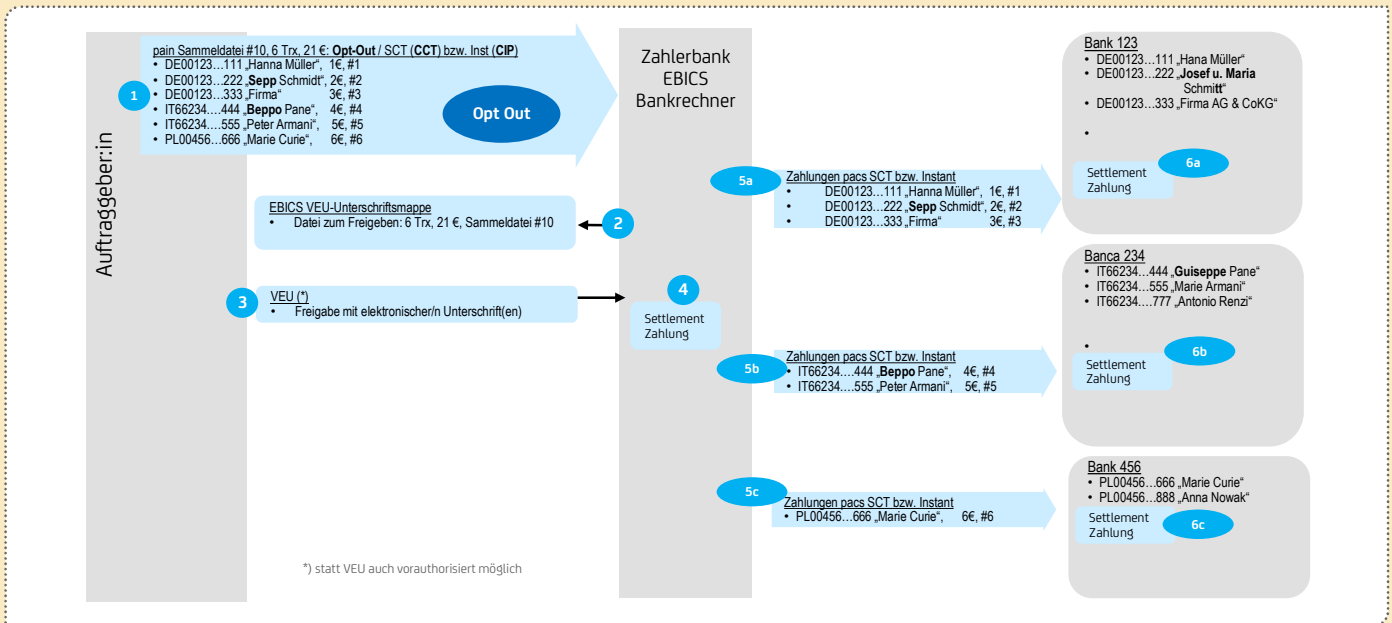 Auftraggeber:in
1
pain Sammeldatei #10, 6 Trx, 21 €: Opt-Out / SCT (CCT) bzw. Inst (CIP)
• DE00123...111 „Hanna Müller", 1€, #1
• DE00123...222 „Sepp Schmidt", 2€, #2
• DE00123...333 „Firma" 3€, #3
• IT66234....444 „Beppo Pane", 4€, #4
• IT66234....555 „Peter Armani", 5€, #5
• PL00456...666 „Marie Curie", 6€, #6
Opt Out
EBICS VEU-Unterschriftsmappe
• Datei zum Freigeben: 6 Trx, 21 €, Sammeldatei #10
2
3
VEU (*)
• Freigabe mit elektronischer/n Unterschrift(en)
*) statt VEU auch vorauthorisiert möglich
Zahlerbank
EBICS
Bankrechner
4
Settlement
Zahlung
5a
Zahlungen pacs SCT bzw. Instant
• DE00123...111 „Hanna Müller", 1€, #1
• DE00123...222 „Sepp Schmidt", 2€, #2
• DE00123...333 „Firma" 3€, #3
5b
Zahlungen pacs SCT bzw. Instant
• IT66234....444 „Beppo Pane", 4€, #4
• IT66234....555 „Peter Armani", 5€, #5
5c
Zahlungen pacs SCT bzw. Instant
• PL00456...666 „Marie Curie", 6€, #6
Bank 123
• DE00123...111 „Hana Müller"
• DE00123...222 „Josef u. Maria
Schmitt"
• DE00123...333 „Firma AG & CoKG"
•
6a
Settlement
Zahlung
Banca 234
• IT66234....444 „Guiseppe Pane"
• IT66234....555 „Marie Armani"
• IT66234....777 „Antonio Renzi"
•
6b
Settlement
Zahlung
Bank 456
• PL00456...666 „Marie Curie"
• PL00456...888 „Anna Nowak"
Settlement
Zahlung
6c